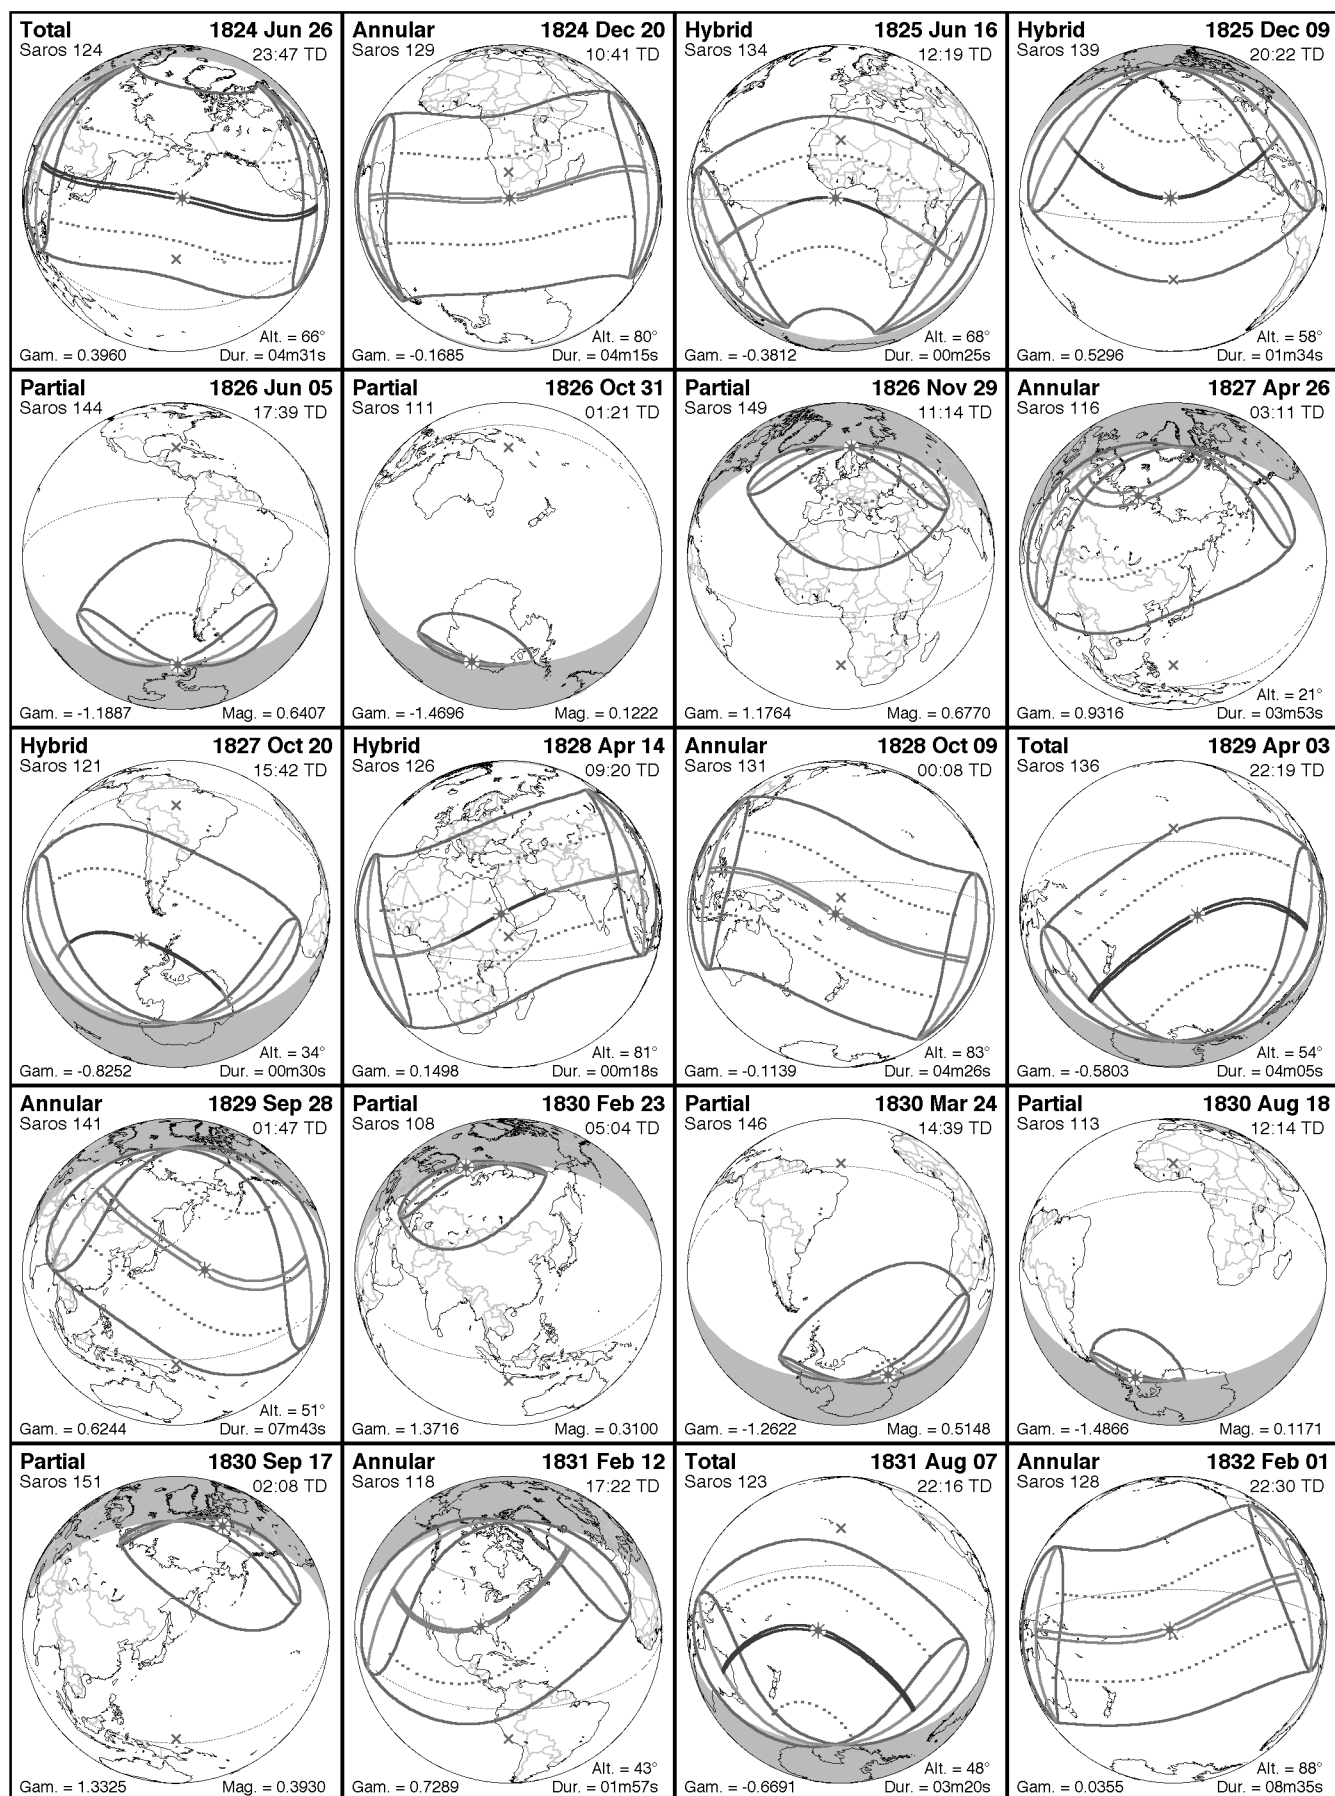 Total 1824 Jun 26
Saros 124 23:47 TD
Alt. = 66°
Gam. = 0.3960 Dur. = 04m31s
Annular 1824 Dec 20
Saros 129 10:41 TD
Alt. = 80°
Gam. = -0.1685 Dur. = 04m15s
Hybrid 1825 Jun 16
Saros 134 12:19 TD
Alt. = 68°
Gam. = -0.3812 Dur. = 00m25s
Hybrid 1825 Dec 09
Saros 139 20:22 TD
Alt. = 58°
Gam. = 0.5296 Dur. = 01m34s
Partial 1826 Jun 05
Saros 144 17:39 TD
Gam. = -1.1887 Mag. = 0.6407
Partial 1826 Oct 31
Saros 111 01:21 TD
Gam. = -1.4696 Mag. = 0.1222
Partial 1826 Nov 29
Saros 149 11:14 TD
Gam. = 1.1764 Mag. = 0.6770
Annular 1827 Apr 26
Saros 116 03:11 TD
Alt. = 21°
Gam. = 0.9316 Dur. = 03m53s
Hybrid 1827 Oct 20
Saros 121 15:42 TD
Alt. = 34°
Gam. = -0.8252 Dur. = 00m30s
Hybrid 1828 Apr 14
Saros 126 09:20 TD
Alt. = 81°
Gam. = 0.1498 Dur. = 00m18s
Annular 1828 Oct 09
Saros 131 00:08 TD
Alt. = 83°
Gam. = -0.1139 Dur. = 04m26s
Total 1829 Apr 03
Saros 136 22:19 TD
Alt. = 54°
Gam. = -0.5803 Dur. = 04m05s
Annular 1829 Sep 28
Saros 141 01:47 TD
Alt. = 51°
Gam. = 0.6244 Dur. = 07m43s
Partial 1830 Feb 23
Saros 108 05:04 TD
Gam. = 1.3716 Mag. = 0.3100
Partial 1830 Mar 24
Saros 146 14:39 TD
Gam. = -1.2622 Mag. = 0.5148
Partial 1830 Aug 18
Saros 113 12:14 TD
Gam. = -1.4866 Mag. = 0.1171
Partial 1830 Sep 17
Saros 151 02:08 TD
Gam. = 1.3325 Mag. = 0.3930
Annular 1831 Feb 12
Saros 118 17:22 TD
Alt. = 43°
Gam. = 0.7289 Dur. = 01m57s
Total 1831 Aug 07
Saros 123 22:16 TD
Alt. = 48°
Gam. = -0.6691 Dur. = 03m20s
Annular 1832 Feb 01
Saros 128 22:30 TD
Alt. = 88°
Gam. = 0.0355 Dur. = 08m35s